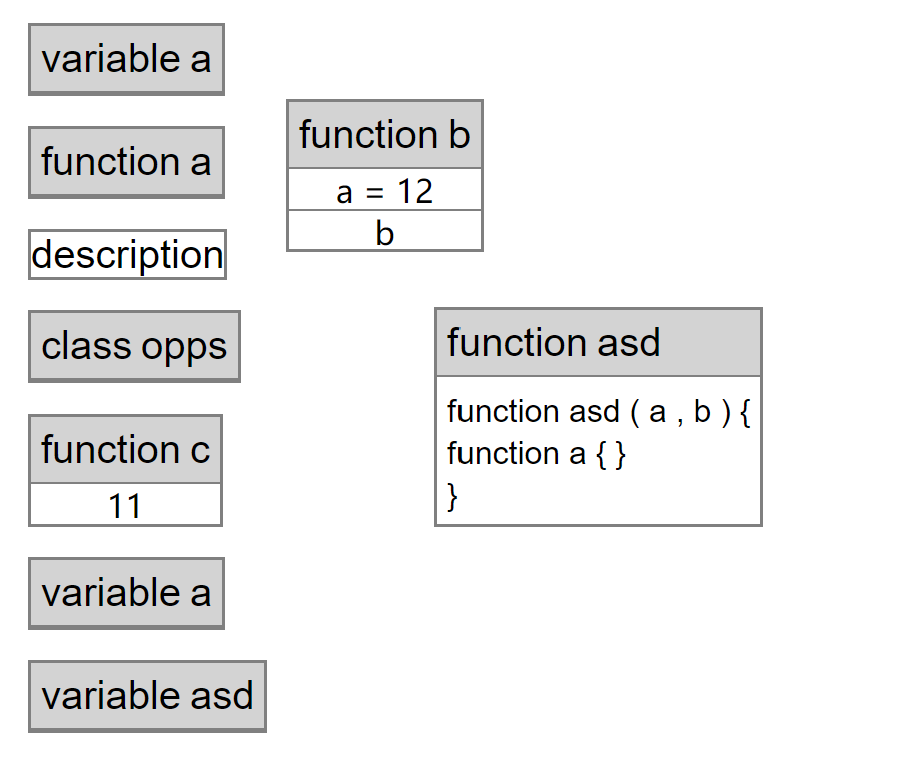 variable a
function a
description
class opps
function c
11
variable a
variable asd
function b
a = 12
b
function asd
function asd ( a , b ) {
function a { }
}